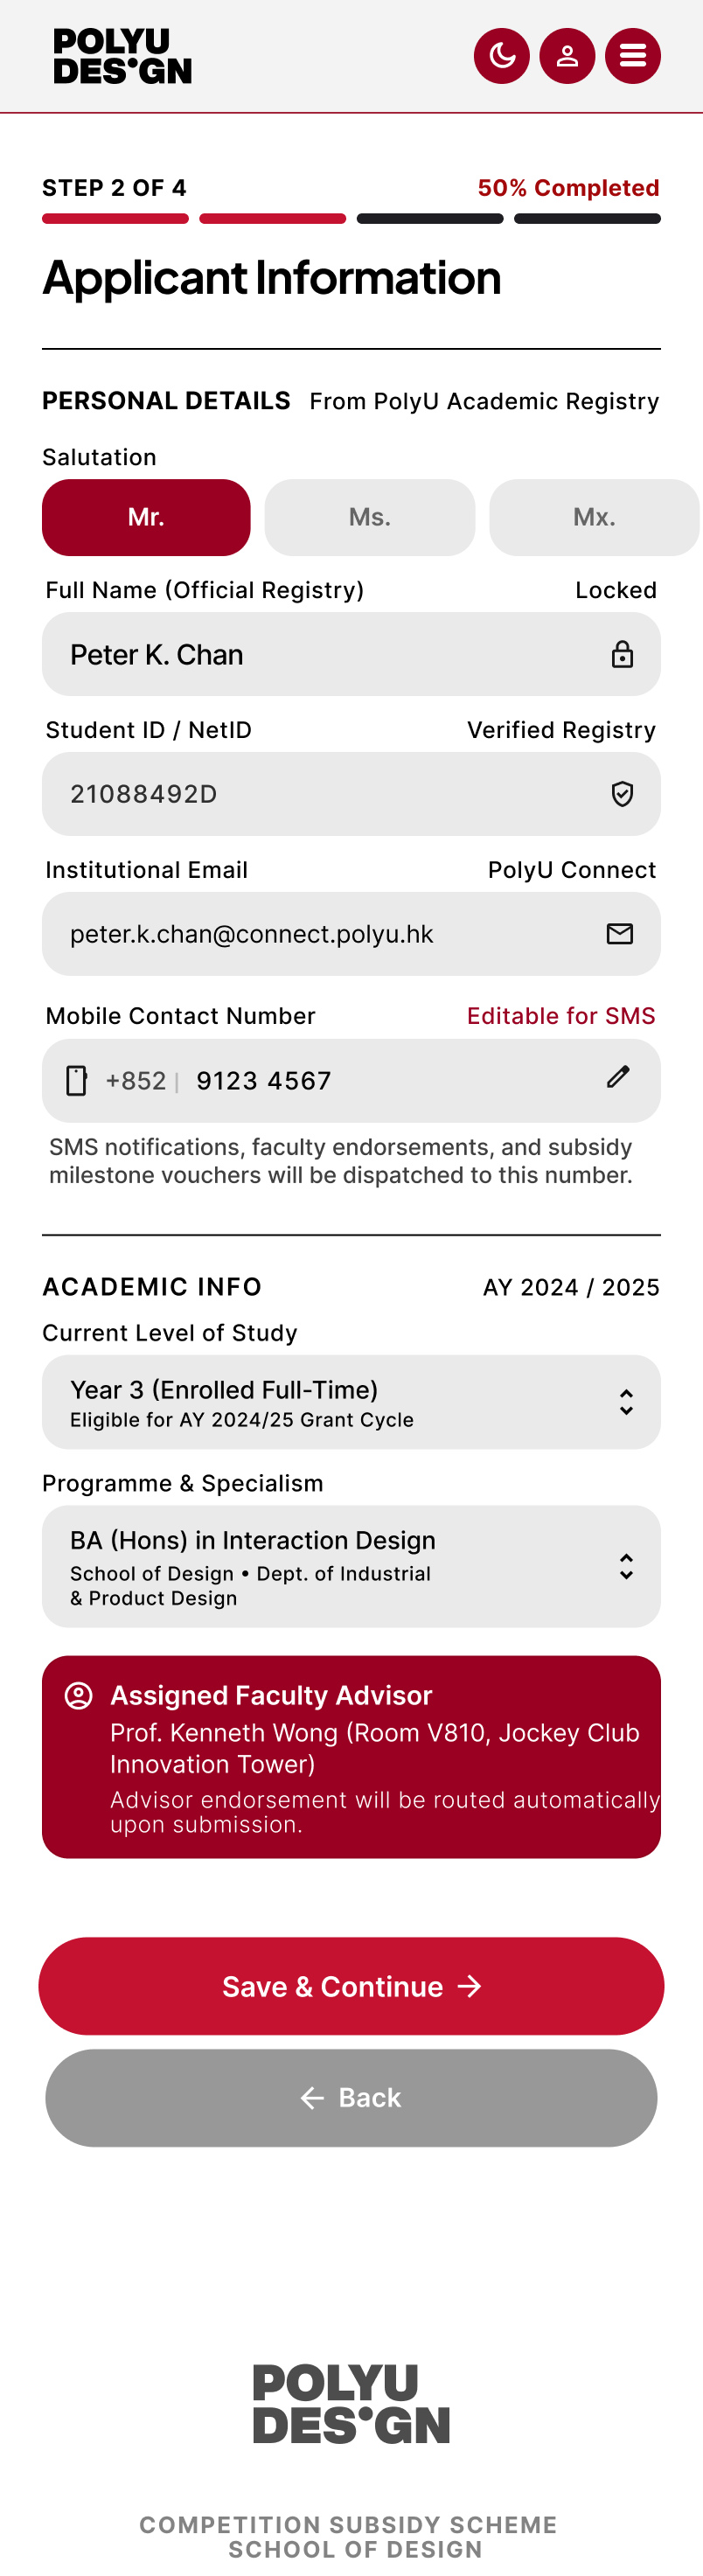 POLYU
DESIGN
STEP 2 OF 4 50% Completed
Applicant Information
PERSONAL DETAILS From PolyU Academic Registry
Salutation
Mr. Ms. Mx.
Full Name (Official Registry) Locked
Peter K. Chan
Student ID / NetID Verified Registry
21088492D
Institutional Email PolyU Connect
peter.k.chan@connect.polyu.hk
Mobile Contact Number Editable for SMS
+852 | 9123 4567
SMS notifications, faculty endorsements, and subsidy
milestone vouchers will be dispatched to this number.
ACADEMIC INFO AY 2024 / 2025
Current Level of Study
Year 3 (Enrolled Full-Time)
Eligible for AY 2024/25 Grant Cycle
Programme & Specialism
BA (Hons) in Interaction Design
School of Design • Dept. of Industrial
& Product Design
Assigned Faculty Advisor
Prof. Kenneth Wong (Room V810, Jockey Club
Innovation Tower)
Advisor endorsement will be routed automatically
upon submission.
Save & Continue →
← Back
POLYU
DESIGN
COMPETITION SUBSIDY SCHEME
SCHOOL OF DESIGN